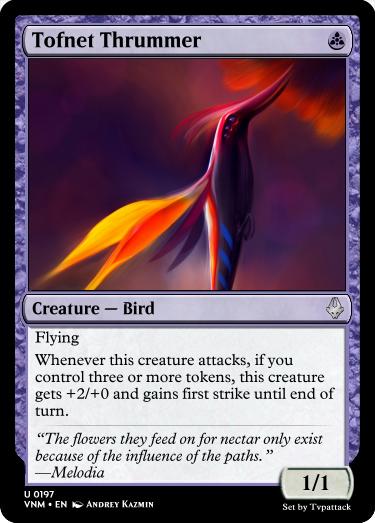 Tofnet Thrummer
Creature — Bird
Flying
Whenever this creature attacks, if you
control three or more tokens, this creature
gets +2/+0 and gains first strike until end of
turn.
“The flowers they feed on for nectar only exist
because of the influence of the paths.”
—Melodia
1/1
U 0197
VNM • EN Andrey Kazmin
Set by Tvpattack